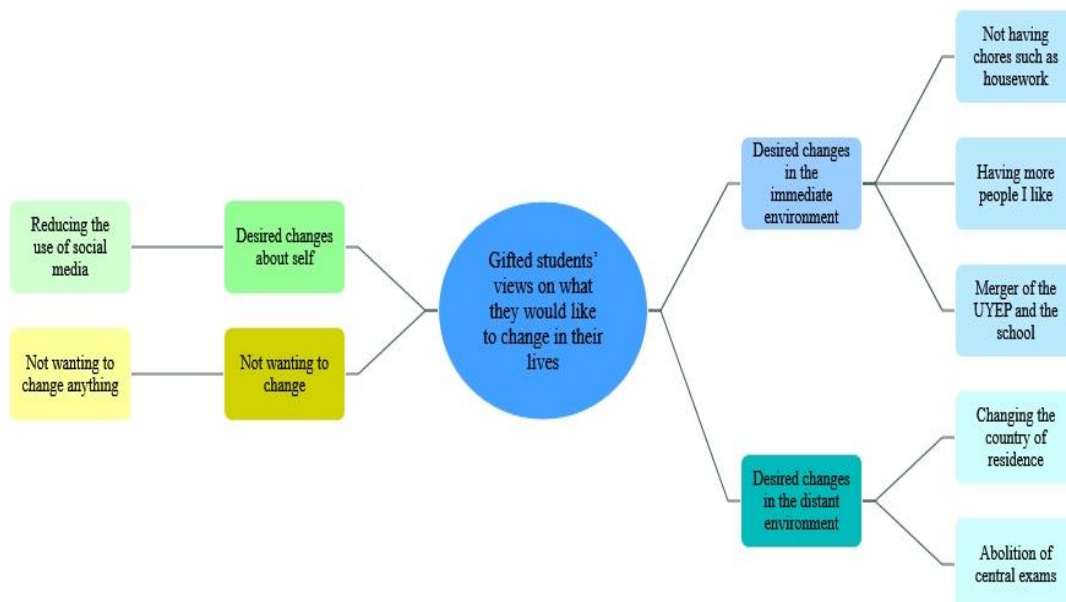 Reducing the
use of social
media
Not wanting to
change anything
Desired changes
about self
Not wanting to
change
Gifted students’
views on what
they would like
to change in their
lives
Desired changes
in the
immediate
environment
Desired changes
in the distant
environment
Not having
chores such as
housework
Having more
people I like
Merger of the
UYEP and the
school
Changing the
country of
residence
Abolition of
central exams